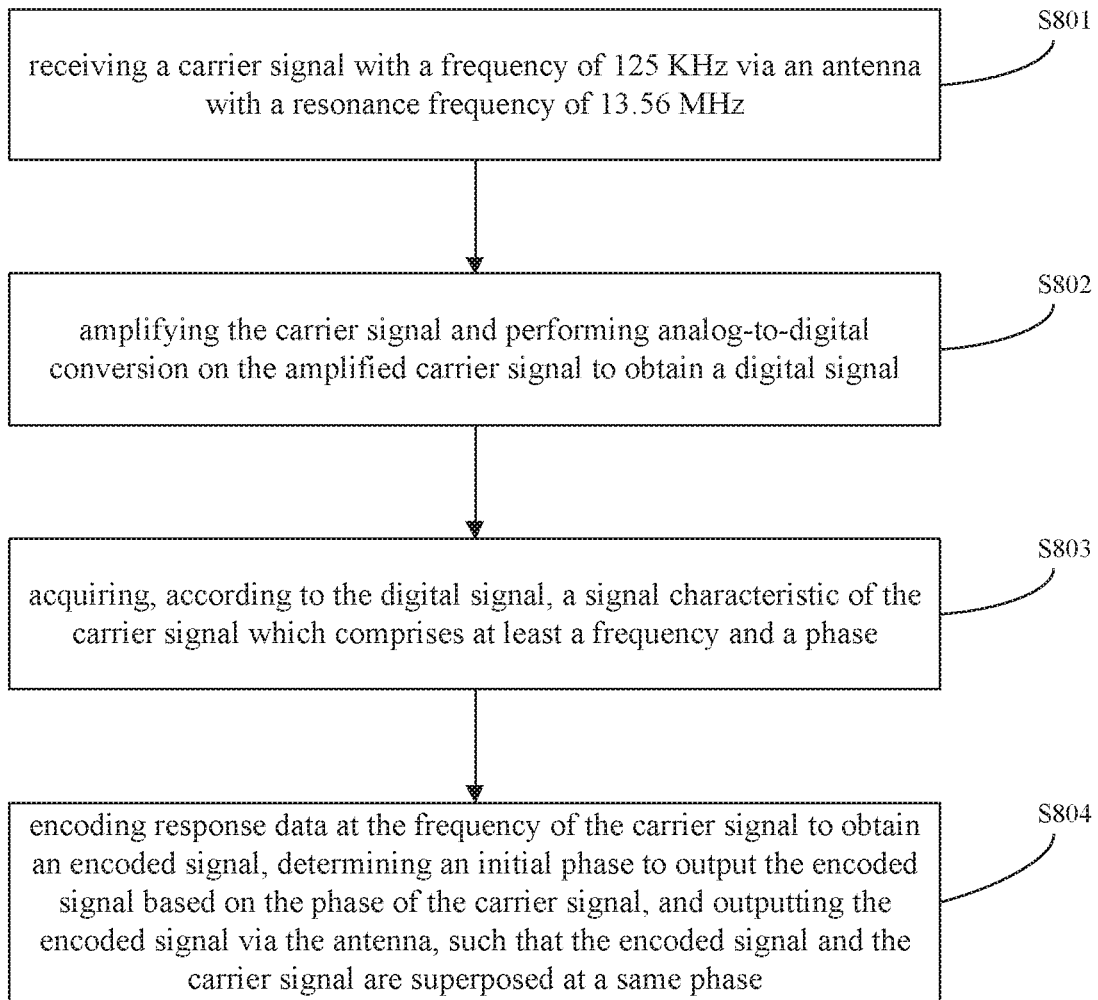 S801
receiving a carrier signal with a frequency of 125 KHz via an antenna
with a resonance frequency of 13.56 MHz
S802
amplifying the carrier signal and performing analog-to-digital
conversion on the amplified carrier signal to obtain a digital signal
S803
acquiring, according to the digital signal, a signal characteristic of the
carrier signal which comprises at least a frequency and a phase
S804
encoding response data at the frequency of the carrier signal to obtain
an encoded signal, determining an initial phase to output the encoded
signal based on the phase of the carrier signal, and outputting the
encoded signal via the antenna, such that the encoded signal and the
carrier signal are superposed at a same phase